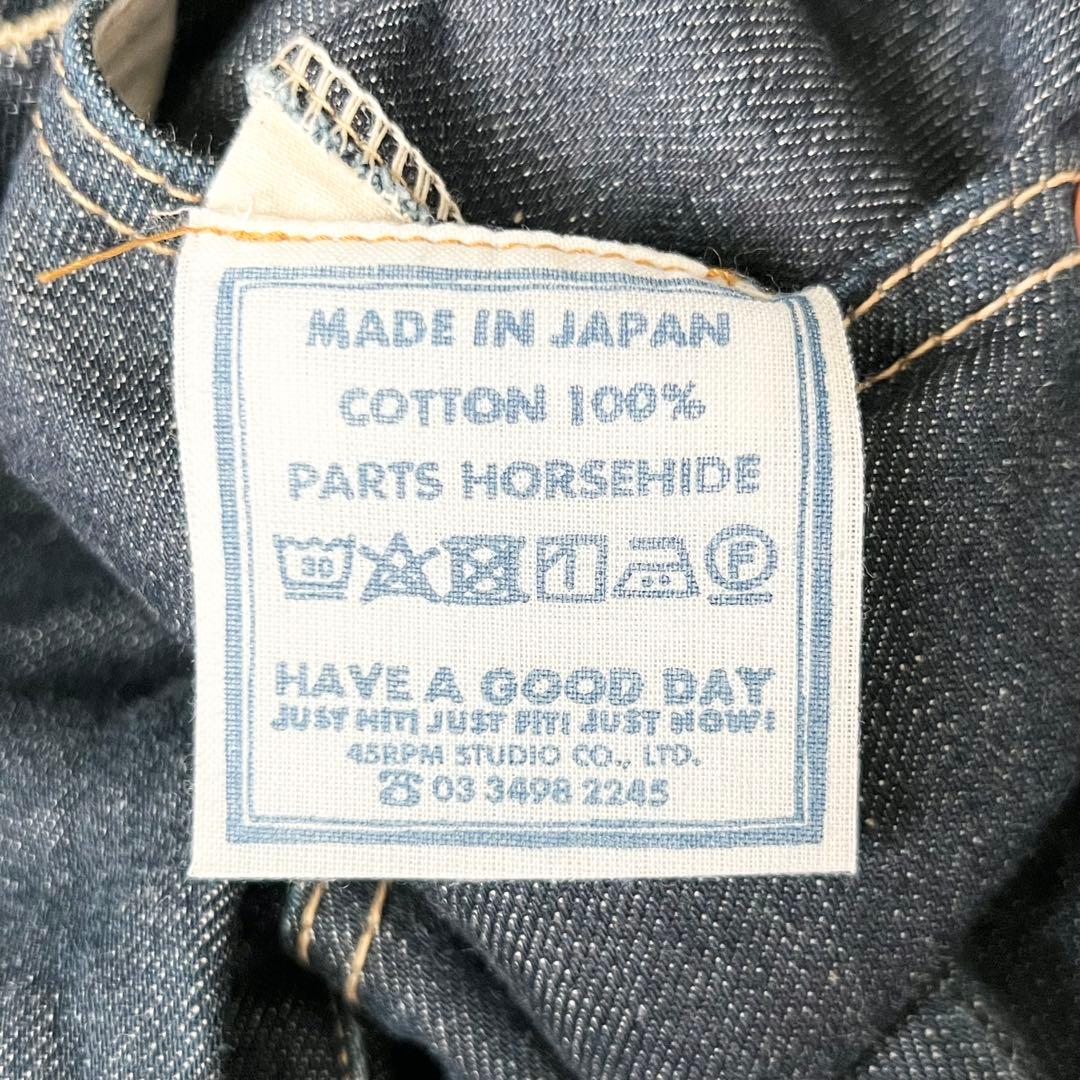 MADE IN JAPAN
COTTON 100%
PARTS HORSEHIDE
30 F
HAVE A GOOD DAY
JUST HIT! JUST FIT! JUST NOW!
45RPM STUDIO CO., LTD.
☎ 03 3498 2245